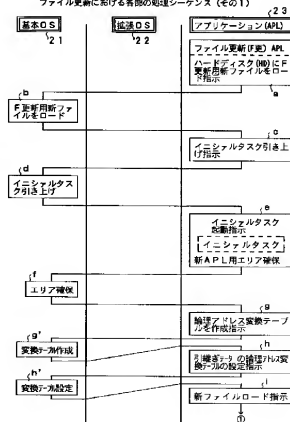 ファイル更新における各部の処理シーケンス（その１）
基本OS
21
拡張OS
22
アプリケーション(APL)
23
ファイル更新(F更) APL
ハードディスク(HD)にF
更新用新ファイルをロー
ド指示
a
b
F更新用新ファ
イルをロード
c
イニシャルタスク引き上
げ指示
d
イニシャルタス
ク引き上げ
e
イニシャルタスク
起動指示
イニシャルタスク
新APL用エリア確保
f
エリア確保
g
論理アドレス変換テーブ
ルを作成指示
g'
変換テーブル作成
h
引継ぎデータの論理アドレス変
換テーブルの設定指示
h'
変換テーブル設定
i
新ファイルロード指示
①